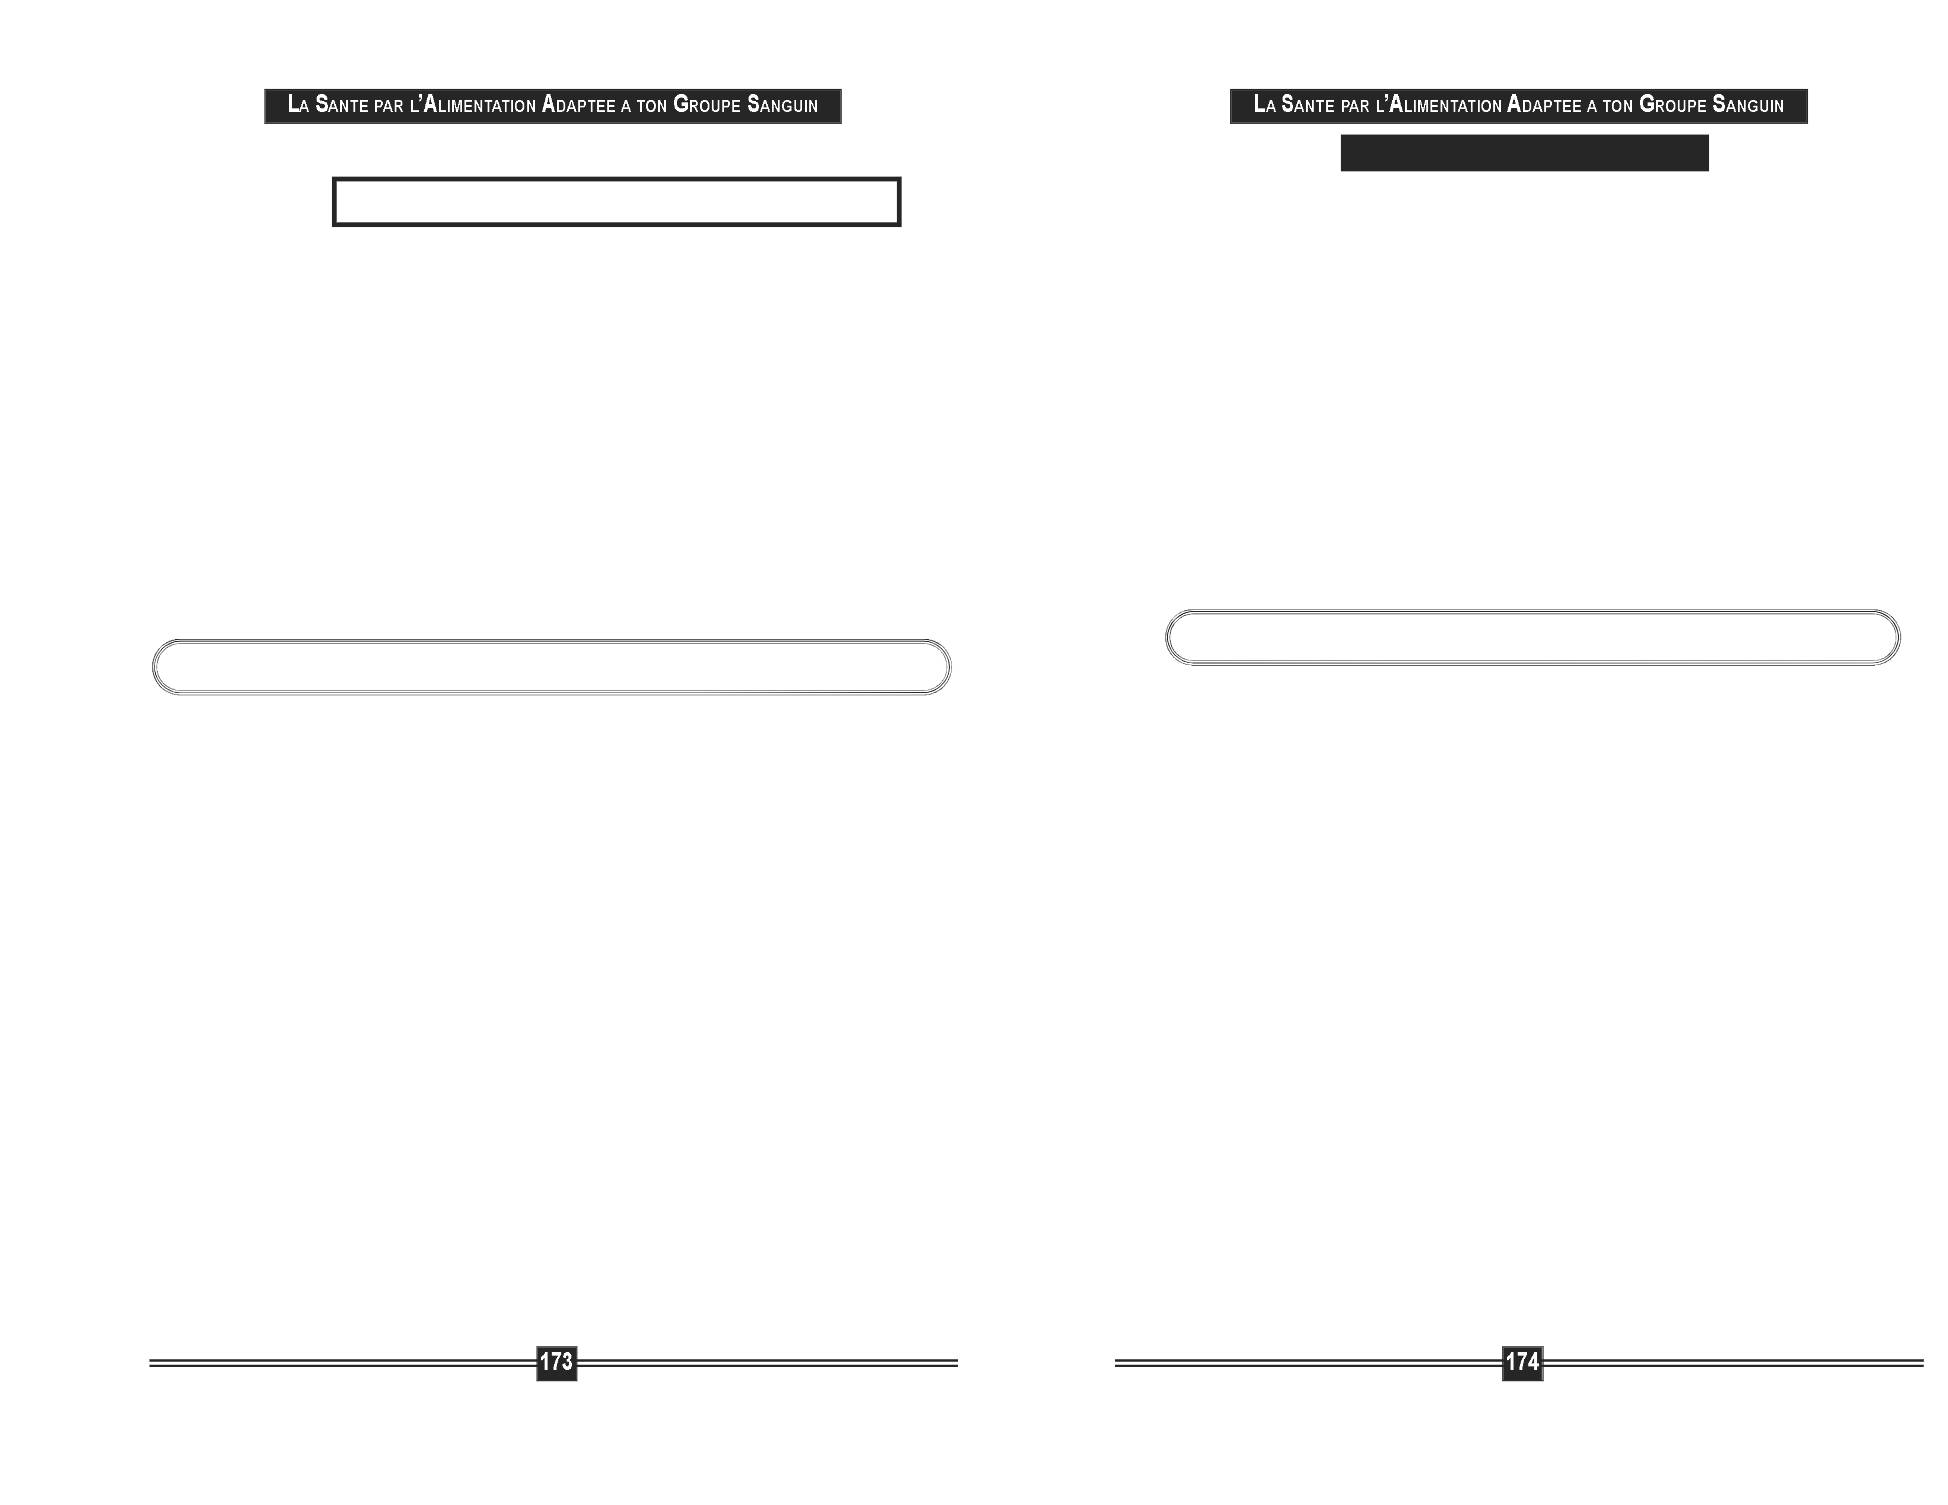 LA SANTE PAR L'ALIMENTATION ADAPTEE A TON GROUPE SANGUIN
173
LA SANTE PAR L'ALIMENTATION ADAPTEE A TON GROUPE SANGUIN
174